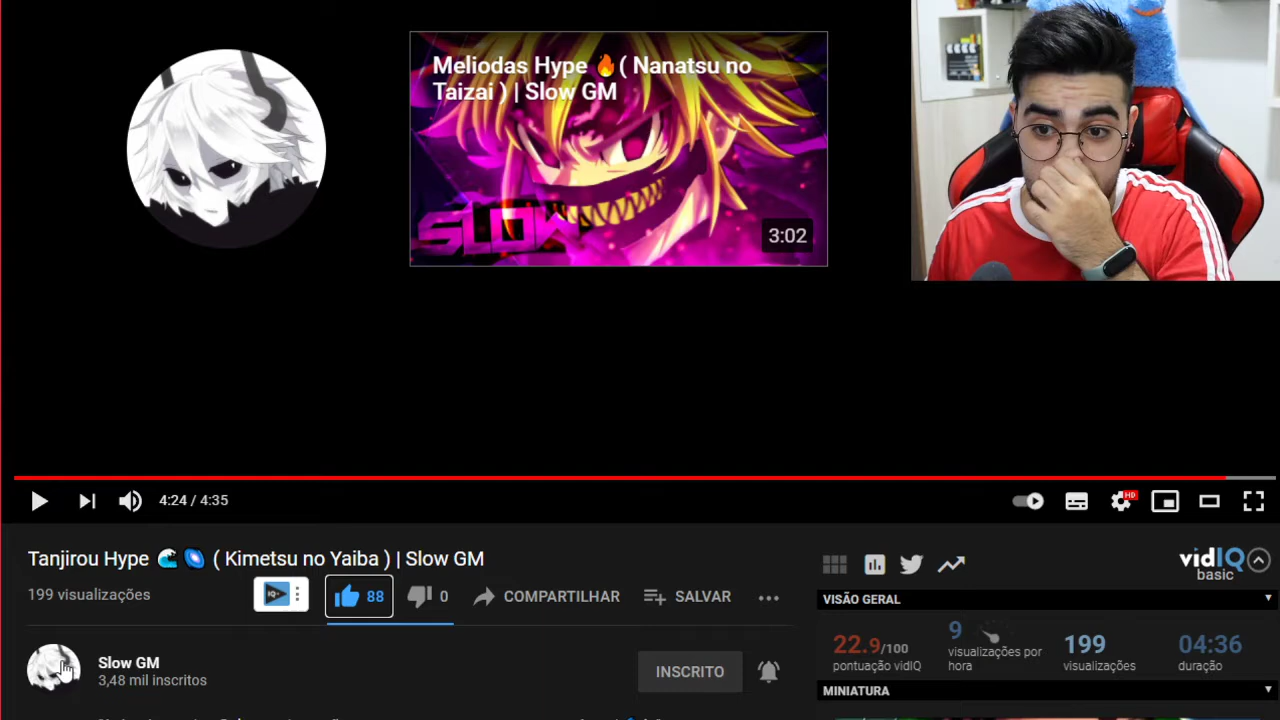 Meliodas Hype 🔥 ( Nanatsu no
Taizai ) | Slow GM
SLOW
3:02
4:24 / 4:35
HD
Tanjirou Hype 🌊 🌀 ( Kimetsu no Yaiba ) | Slow GM
199 visualizações
IQ
88
0
COMPARTILHAR
SALVAR
Slow GM
3,48 mil inscritos
INSCRITO
vidIQ
basic
VISÃO GERAL
22.9/100
pontuação vidIQ
9
visualizações por
hora
199
visualizações
04:36
duração
MINIATURA